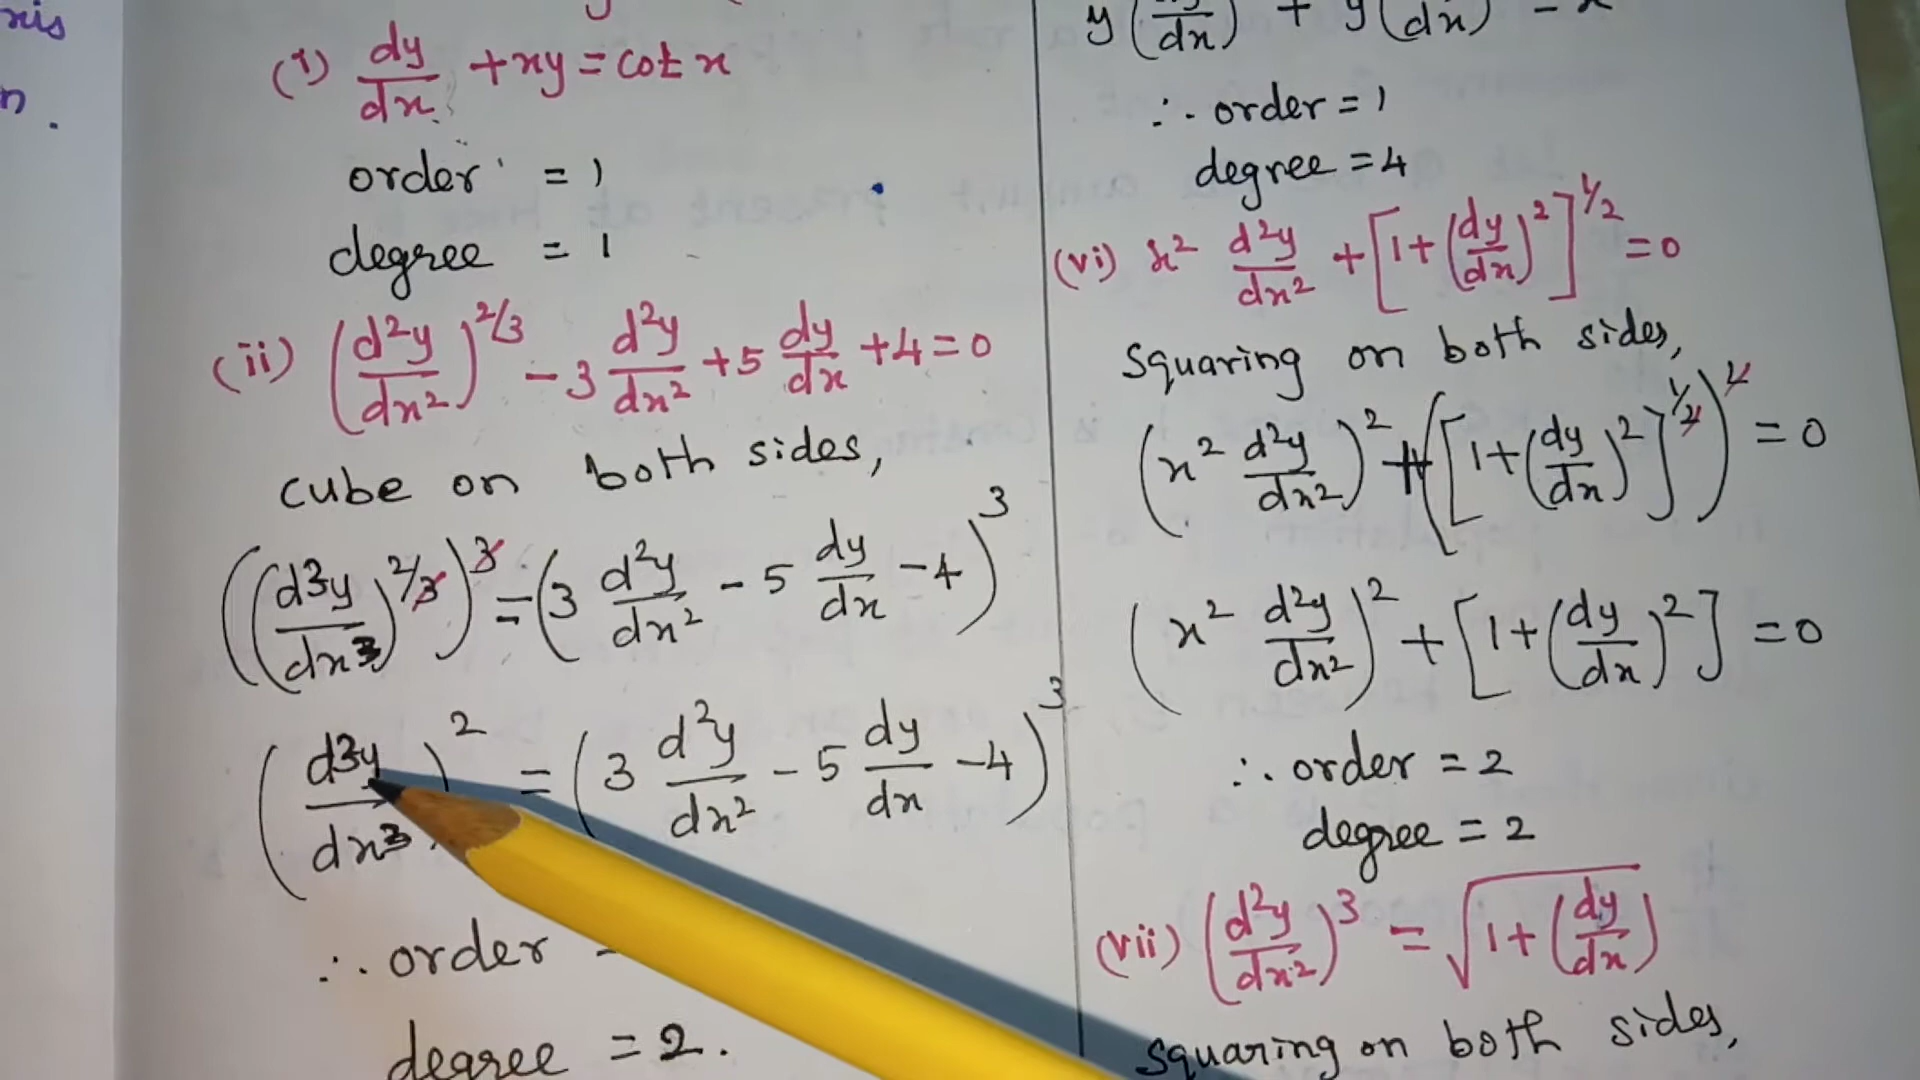 xis
n.
(i) dy/dx + xy = cot x
order = 1
degree = 1
(ii) (d²y/dx²)^2/3 - 3 d²y/dx² + 5 dy/dx + 4 = 0
cube on both sides,
((d³y/dx³)^2/3)^3 = (3 d²y/dx² - 5 dy/dx - 4)^3
(d³y/dx³)^2 = (3 d²y/dx² - 5 dy/dx - 4)^3
∴ order =
degree = 2.
∴ order = 1
degree = 4
(vi) x² d²y/dx² + [1 + (dy/dx)²]^1/2 = 0
Squaring on both sides,
(x² d²y/dx²)² + ([1 + (dy/dx)²]^1/2)^2 = 0
(x² d²y/dx²)² + [1 + (dy/dx)²] = 0
∴ order = 2
degree = 2
(vii) (d²y/dx²)³ = √1 + (dy/dx)
Squaring on both sides,